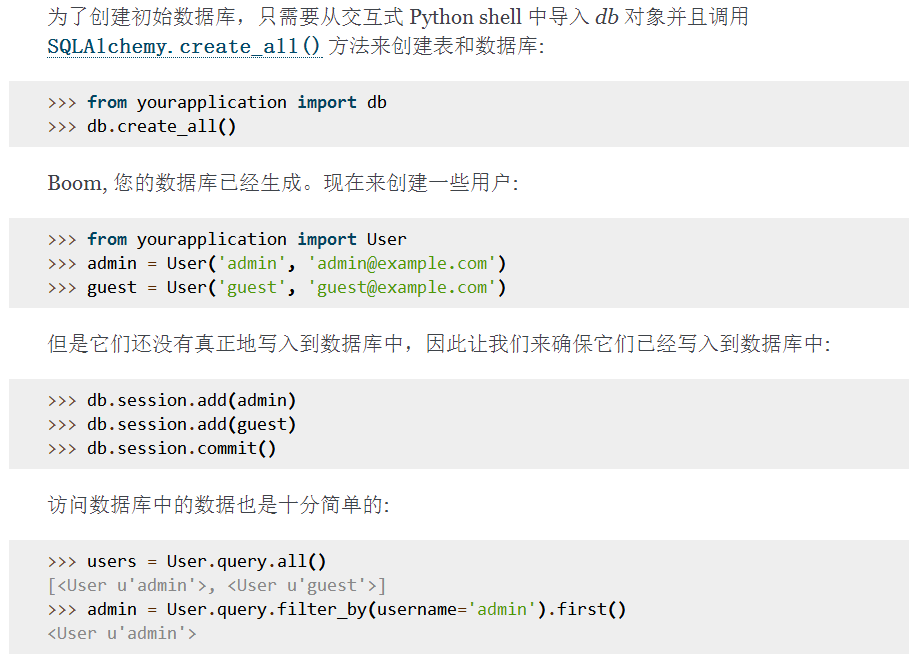 为了创建初始数据库，只需要从交互式 Python shell 中导入 db 对象并且调用
SQLAlchemy.create_all() 方法来创建表和数据库:
>>> from yourapplication import db
>>> db.create_all()
Boom, 您的数据库已经生成。现在来创建一些用户:
>>> from yourapplication import User
>>> admin = User('admin', 'admin@example.com')
>>> guest = User('guest', 'guest@example.com')
但是它们还没有真正地写入到数据库中，因此让我们来确保它们已经写入到数据库中:
>>> db.session.add(admin)
>>> db.session.add(guest)
>>> db.session.commit()
访问数据库中的数据也是十分简单的:
>>> users = User.query.all()
[<User u'admin'>, <User u'guest'>]
>>> admin = User.query.filter_by(username='admin').first()
<User u'admin'>